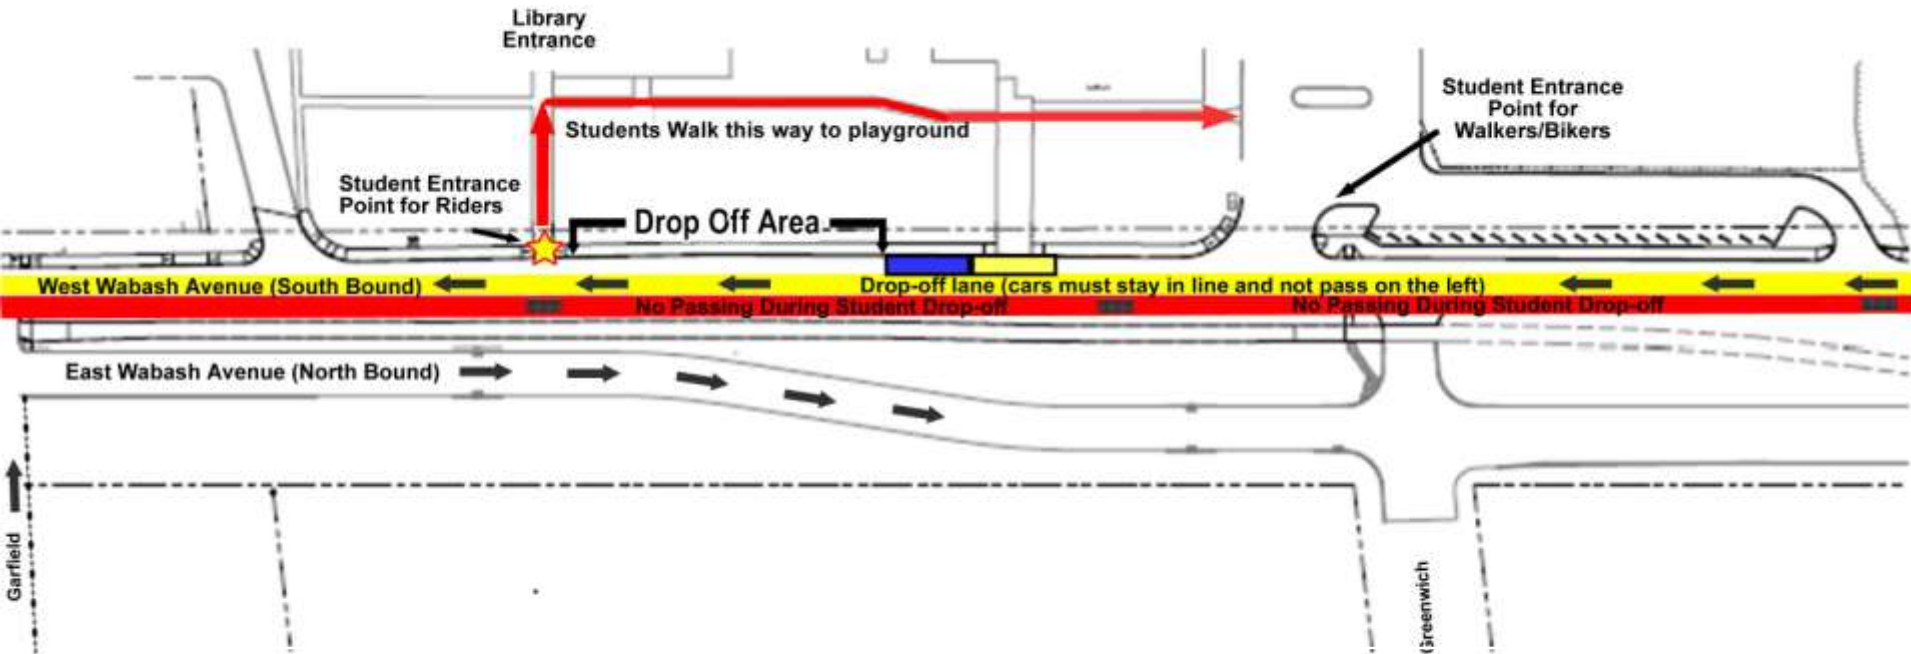 Library
Entrance
Student Entrance
Point for
Walkers/Bikers
Students Walk this way to playground
Student Entrance
Point for Riders
Drop Off Area
West Wabash Avenue (South Bound)
Drop-off lane (cars must stay in line and not pass on the left)
No Passing During Student Drop-off
No Passing During Student Drop-off
East Wabash Avenue (North Bound)
Garfield
Greenwich